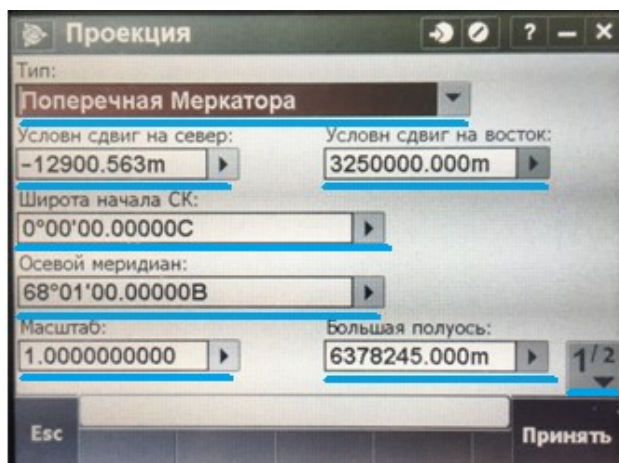 Проекция ? – ×
Тип:
Поперечная Меркатора
Условн сдвиг на север: Условн сдвиг на восток:
-12900.563m 3250000.000m
Широта начала СК:
0°00'00.00000С
Осевой меридиан:
68°01'00.00000В
Масштаб: Большая полуось:
1.0000000000 6378245.000m
1/2
Esc Принять